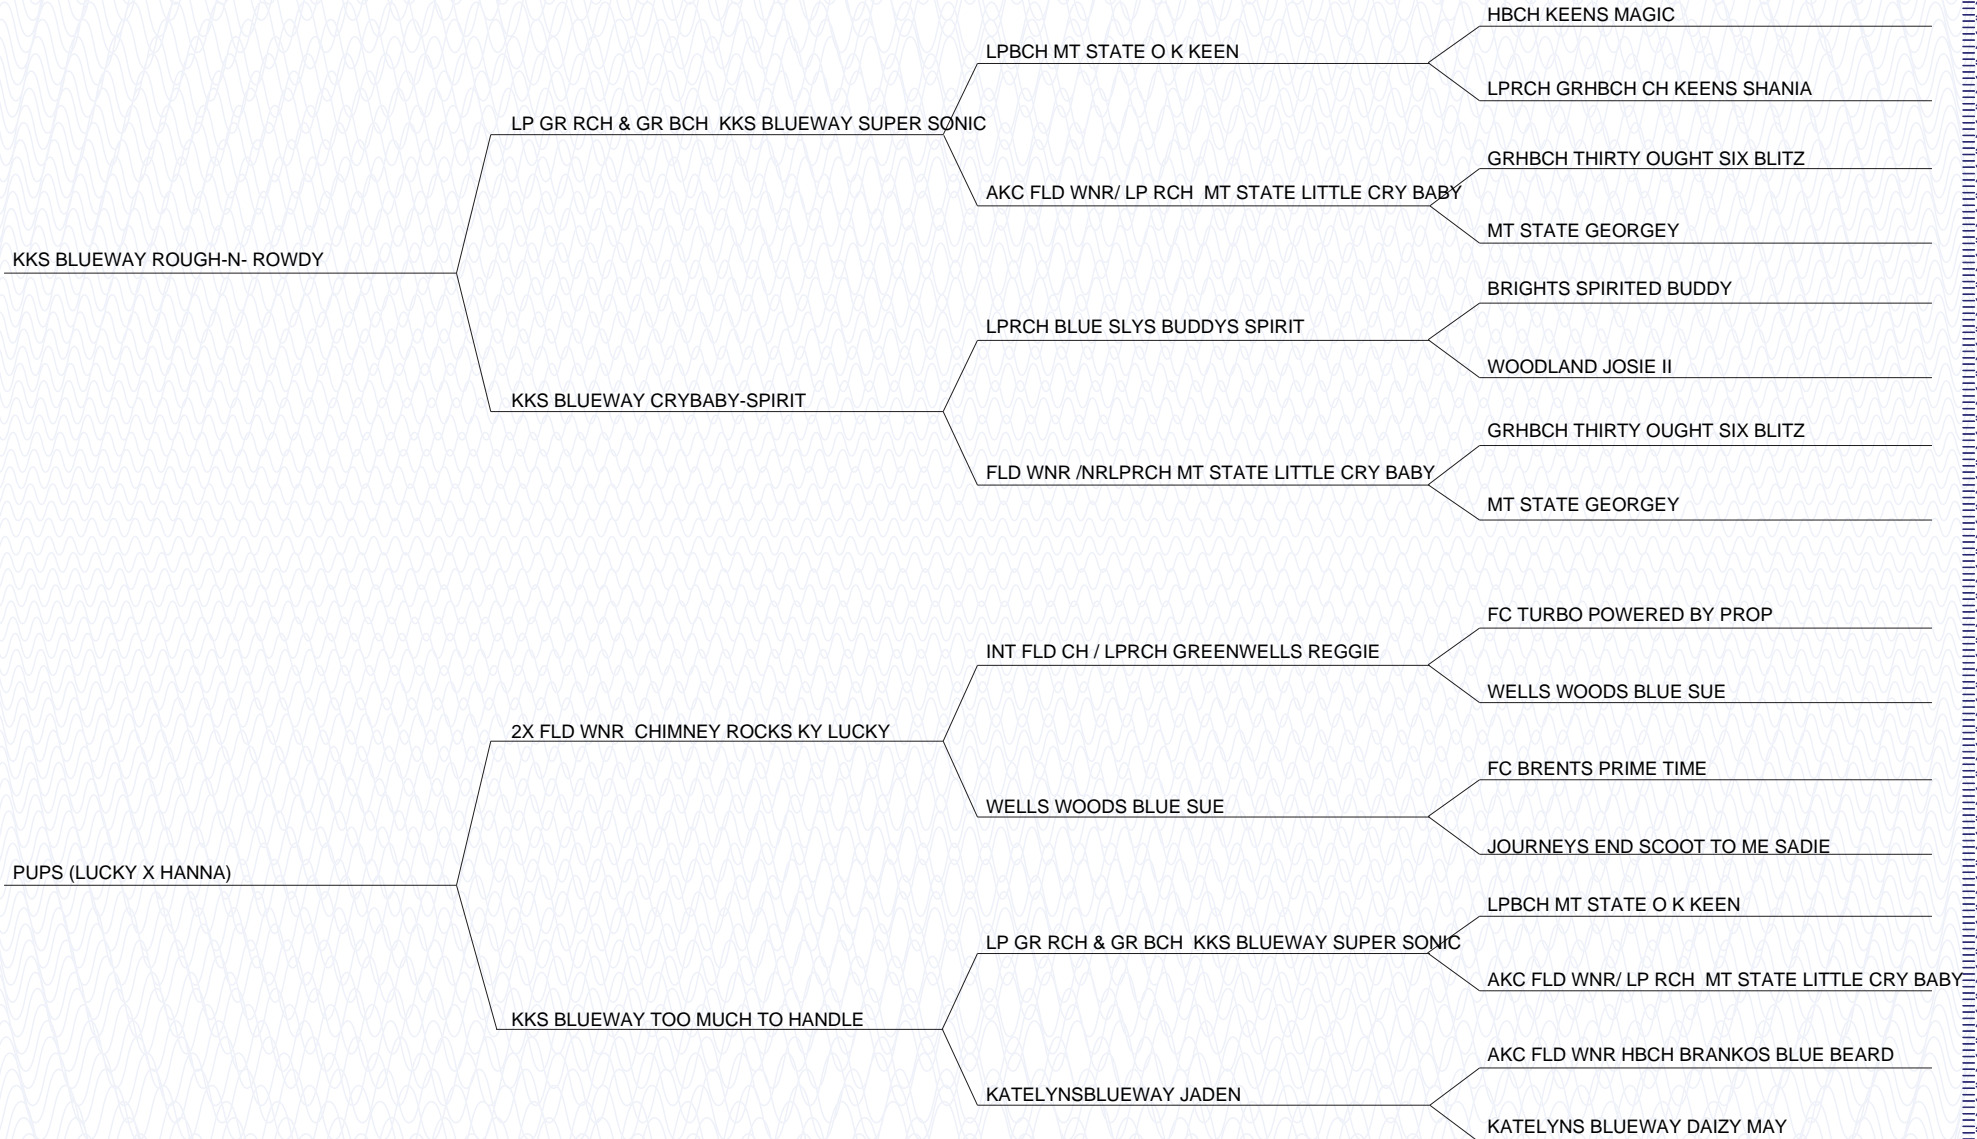 HBCH KEENS MAGIC
LPBCH MT STATE O K KEEN
LPRCH GRHBCH CH KEENS SHANIA
LP GR RCH & GR BCH  KKS BLUEWAY SUPER SONIC
GRHBCH THIRTY OUGHT SIX BLITZ
AKC FLD WNR/ LP RCH  MT STATE LITTLE CRY BABY
MT STATE GEORGEY
KKS BLUEWAY ROUGH-N- ROWDY
BRIGHTS SPIRITED BUDDY
LPRCH BLUE SLYS BUDDYS SPIRIT
WOODLAND JOSIE II
KKS BLUEWAY CRYBABY-SPIRIT
GRHBCH THIRTY OUGHT SIX BLITZ
FLD WNR /NRLPRCH MT STATE LITTLE CRY BABY
MT STATE GEORGEY
FC TURBO POWERED BY PROP
INT FLD CH / LPRCH GREENWELLS REGGIE
WELLS WOODS BLUE SUE
2X FLD WNR  CHIMNEY ROCKS KY LUCKY
FC BRENTS PRIME TIME
WELLS WOODS BLUE SUE
JOURNEYS END SCOOT TO ME SADIE
PUPS (LUCKY X HANNA)
LPBCH MT STATE O K KEEN
LP GR RCH & GR BCH  KKS BLUEWAY SUPER SONIC
AKC FLD WNR/ LP RCH  MT STATE LITTLE CRY BABY
KKS BLUEWAY TOO MUCH TO HANDLE
AKC FLD WNR HBCH BRANKOS BLUE BEARD
KATELYNSBLUEWAY JADEN
KATELYNS BLUEWAY DAIZY MAY